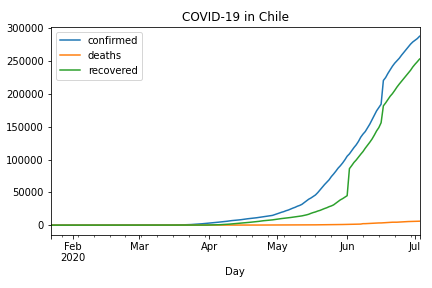 COVID-19 in Chile
confirmed
deaths
recovered
300000
250000
200000
150000
100000
50000
0
Feb
2020
Mar
Apr
May
Jun
Jul
Day